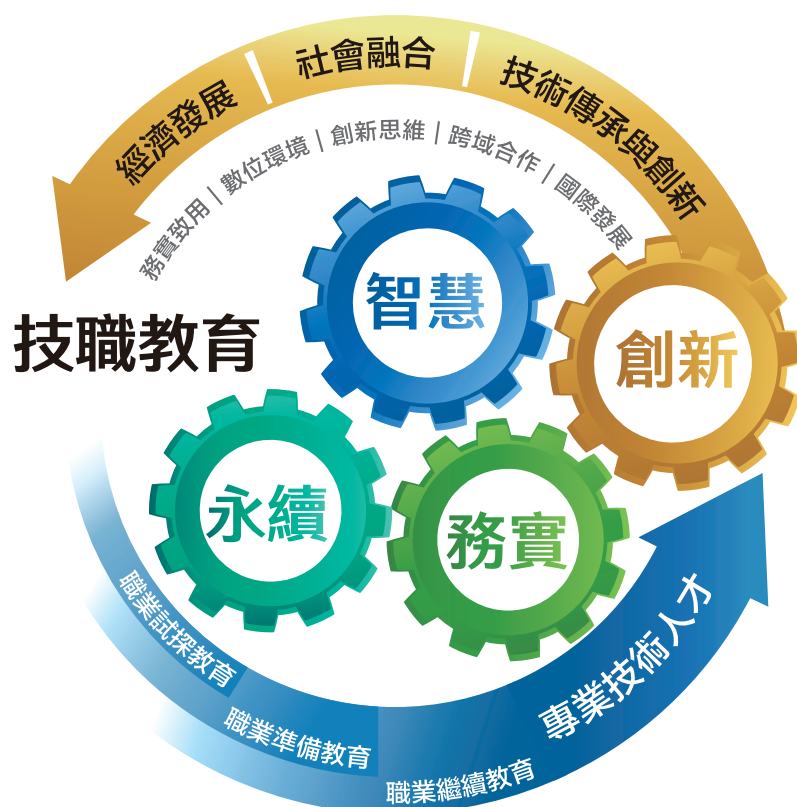 經濟發展
社會融合
技術傳承與創新
務實致用｜數位環境｜創新思維｜跨域合作｜國際發展
智慧
創新
技職教育
永續
務實
職業試探教育
職業準備教育
職業繼續教育
專業技術人才